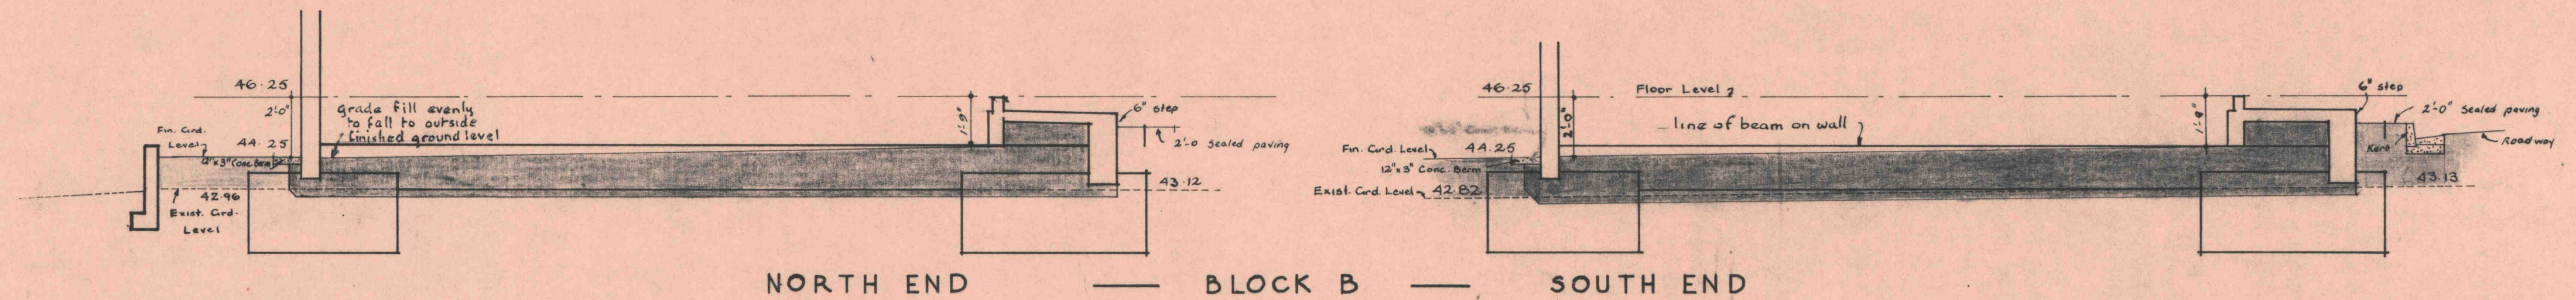 46.25
2'-0"
grade fill evenly
to fall to outside
finished ground level
Fin. Grd.
Level
44.25
12"x3" Conc. Berm
42.96
Exist. Grd.
Level
1'-9"
6" step
2'-0 sealed paving
43.12
46.25
Floor Level
2'-0"
line of beam on wall
Fin. Grd. Level
44.25
12"x3" Conc. Berm
Exist. Grd. Level 42.82
6" step
2'-0" sealed paving
Kerb
Roadway
43.13
NORTH END — BLOCK B — SOUTH END